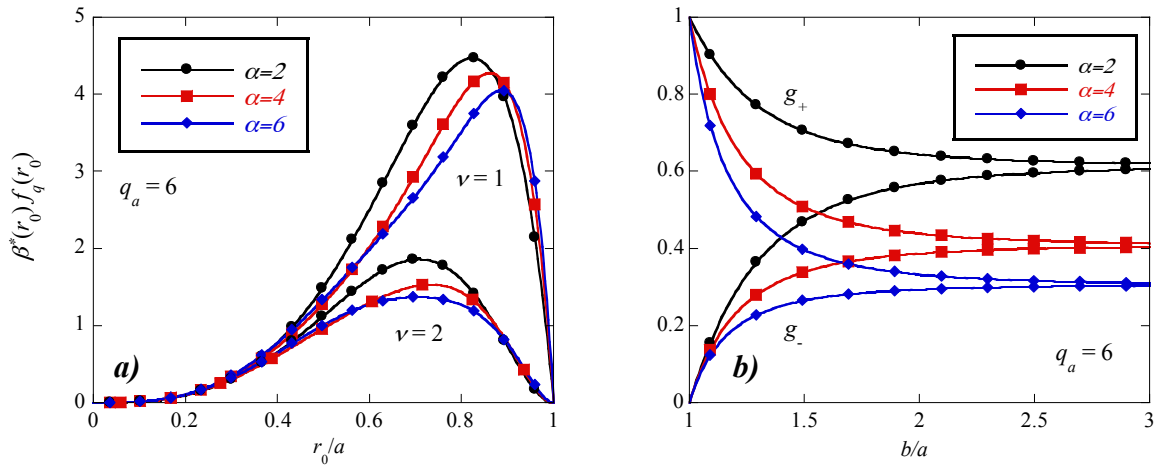 α=2
α=4
α=6
q_a = 6
ν = 1
ν = 2
a)
β*(r_0) f_q(r_0)
5
4
3
2
1
0
0 0.2 0.4 0.6 0.8 1
r_0/a
α=2
α=4
α=6
g_+
g_-
q_a = 6
b)
1
0.8
0.6
0.4
0.2
0
1 1.5 2 2.5 3
b/a